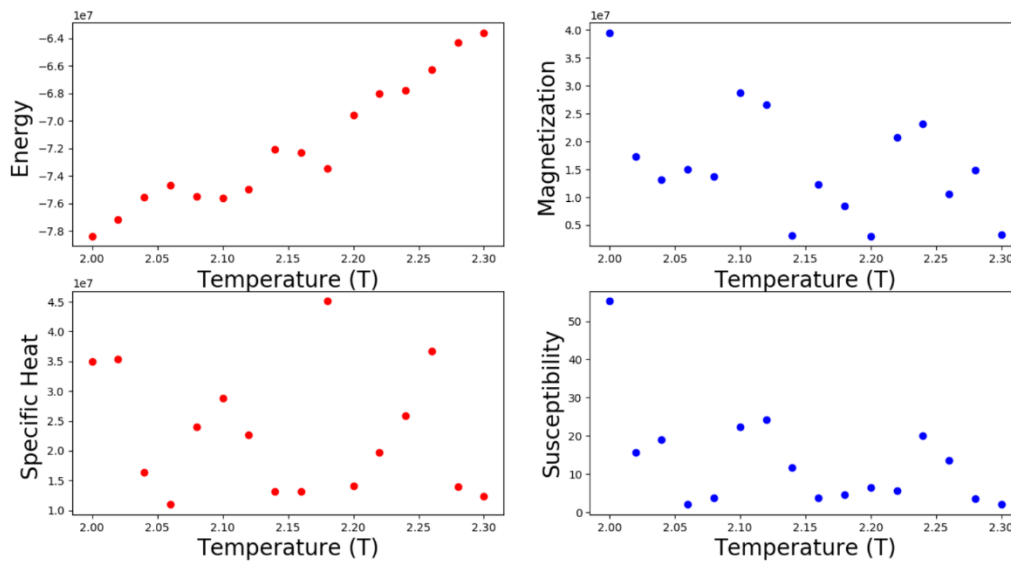 1e7
Energy
−6.4
−6.6
−6.8
−7.0
−7.2
−7.4
−7.6
−7.8
2.00 2.05 2.10 2.15 2.20 2.25 2.30
Temperature (T)
1e7
Magnetization
4.0
3.5
3.0
2.5
2.0
1.5
1.0
0.5
2.00 2.05 2.10 2.15 2.20 2.25 2.30
Temperature (T)
1e7
Specific Heat
4.5
4.0
3.5
3.0
2.5
2.0
1.5
1.0
2.00 2.05 2.10 2.15 2.20 2.25 2.30
Temperature (T)
Susceptibility
50
40
30
20
10
0
2.00 2.05 2.10 2.15 2.20 2.25 2.30
Temperature (T)